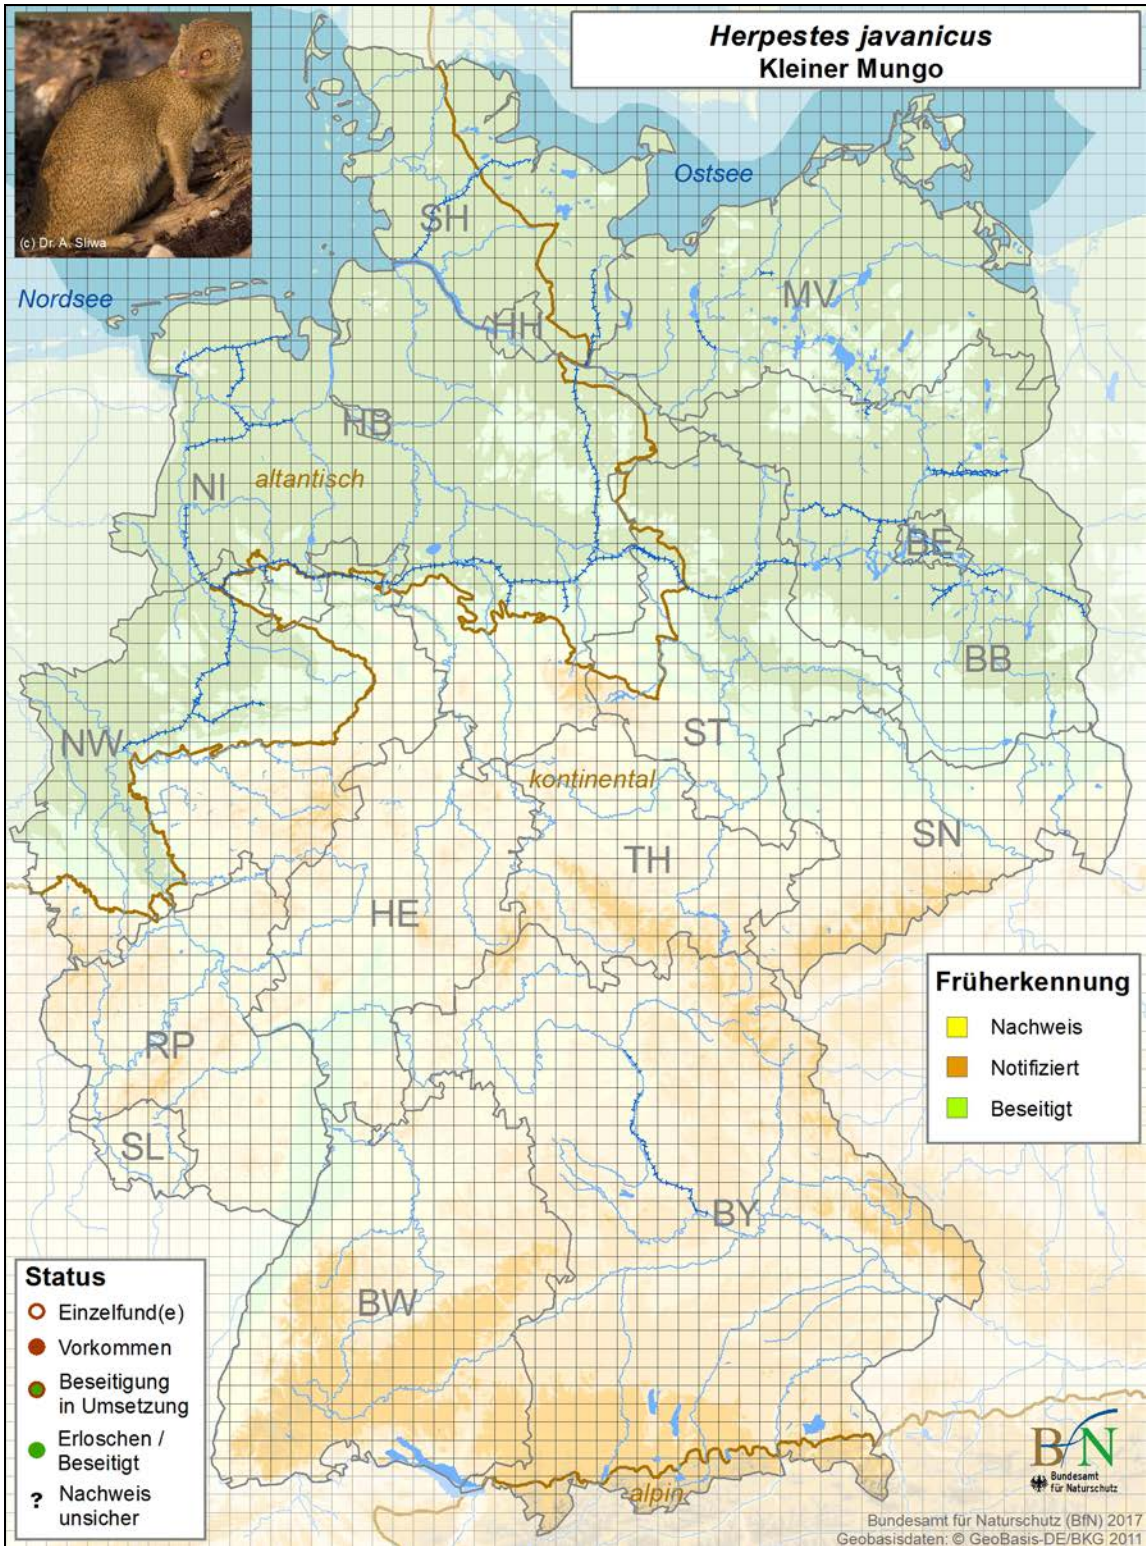 Herpestes javanicus
Kleiner Mungo
(c) Dr. A. Sliwa
Ostsee
Nordsee
SH
MV
HH
HB
NI
altantisch
BE
BB
NW
ST
kontinental
SN
TH
HE
RP
SL
BY
BW
alpin
Früherkennung
Nachweis
Notifiziert
Beseitigt
Status
Einzelfund(e)
Vorkommen
Beseitigung
in Umsetzung
Erloschen /
Beseitigt
? Nachweis
unsicher
BfN
Bundesamt
für Naturschutz
Bundesamt für Naturschutz (BfN) 2017
Geobasisdaten: © GeoBasis-DE/BKG 2011